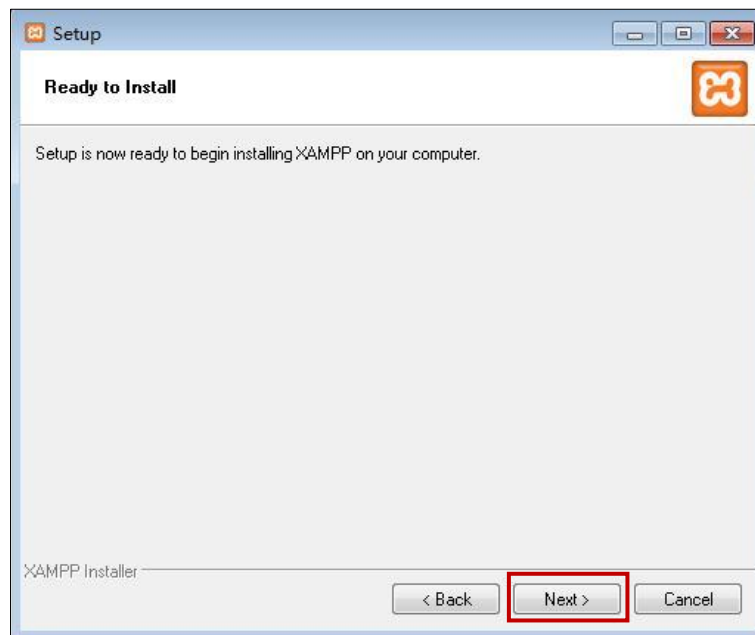 Setup
Ready to Install
Setup is now ready to begin installing XAMPP on your computer.
XAMPP Installer
< Back Next > Cancel